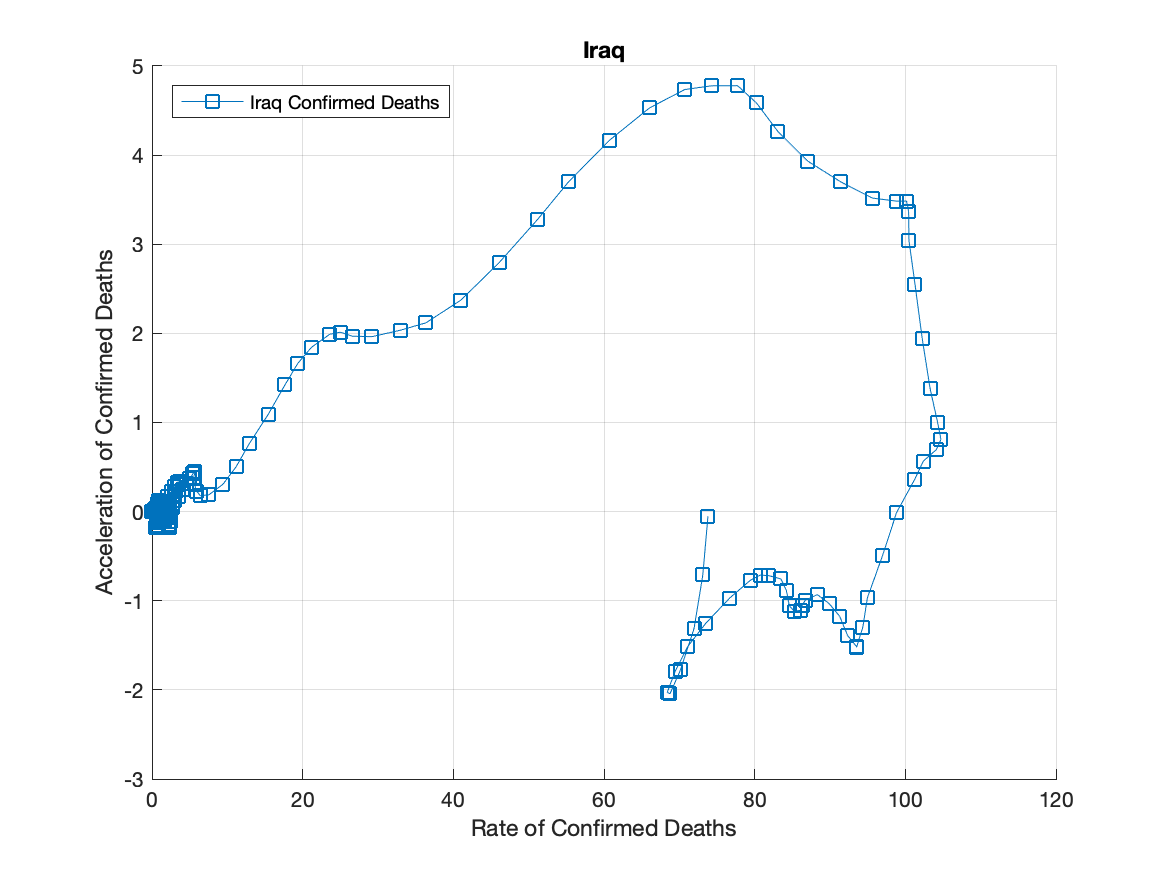 Iraq
Iraq Confirmed Deaths
5
4
3
2
1
0
-1
-2
-3
Acceleration of Confirmed Deaths
0 20 40 60 80 100 120
Rate of Confirmed Deaths